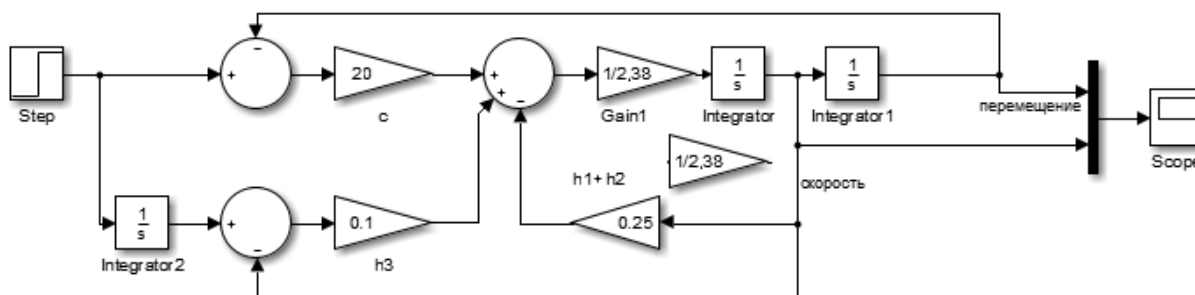 −
+
Step
20
c
+
+
−
1/2,38
Gain1
1
s
Integrator
1
s
Integrator1
перемещение
Scope
1/2,38
h1+ h2
скорость
0.25
1
s
Integrator2
+
−
0.1
h3